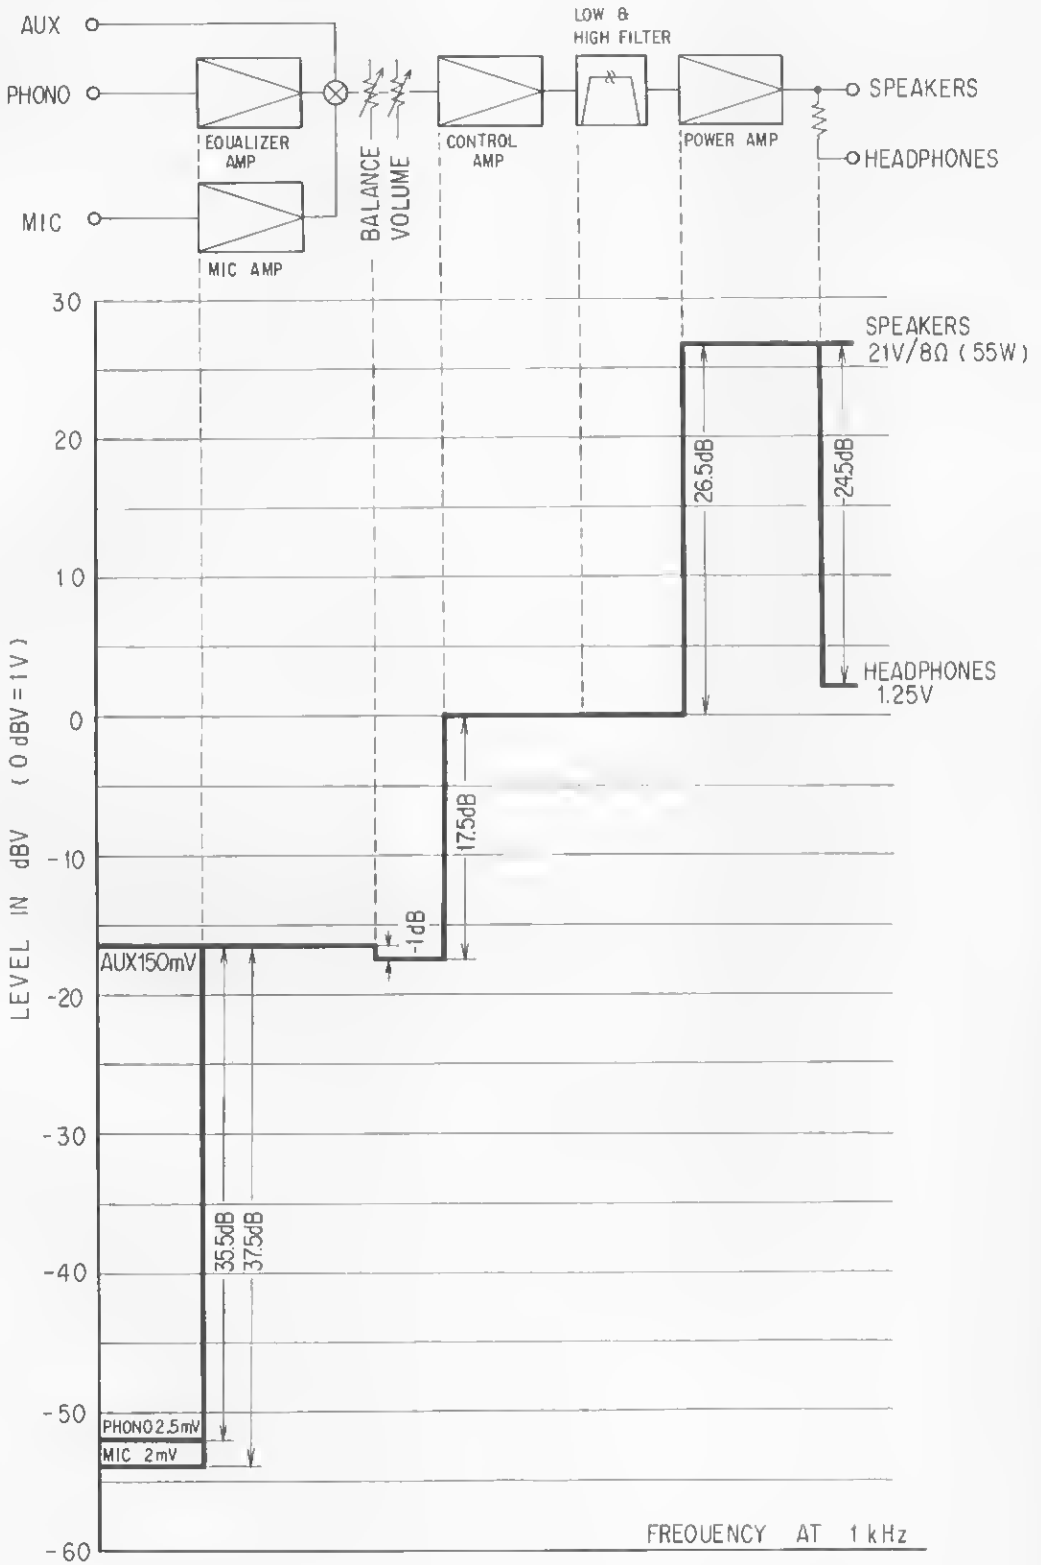 AUX
PHONO
MIC
EQUALIZER
AMP
MIC AMP
BALANCE
VOLUME
CONTROL
AMP
LOW &
HIGH FILTER
POWER AMP
SPEAKERS
HEADPHONES
LEVEL IN dBV (0 dBV = 1V)
30
20
10
0
-10
-20
-30
-40
-50
-60
SPEAKERS
21V/8Ω (55W)
26.5dB
24.5dB
HEADPHONES
1.25V
17.5dB
-1dB
AUX150mV
35.5dB
37.5dB
PHONO2.5mV
MIC 2mV
FREQUENCY AT 1 kHz